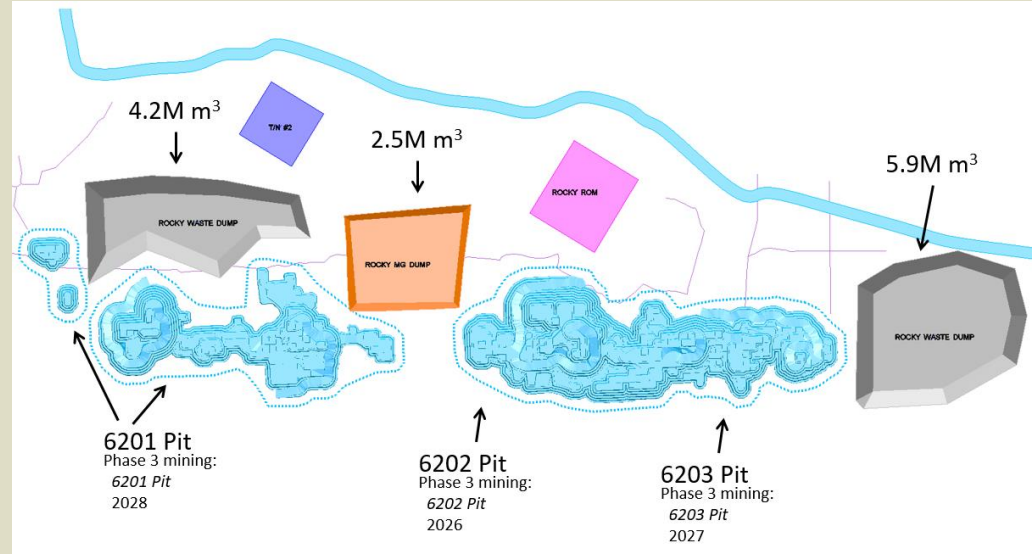 4.2M m³
T/N #2
2.5M m³
5.9M m³
ROCKY ROM
ROCKY WASTE DUMP
ROCKY MG DUMP
ROCKY WASTE DUMP
6201 Pit
Phase 3 mining:
6201 Pit
2028
6202 Pit
Phase 3 mining:
6202 Pit
2026
6203 Pit
Phase 3 mining:
6203 Pit
2027